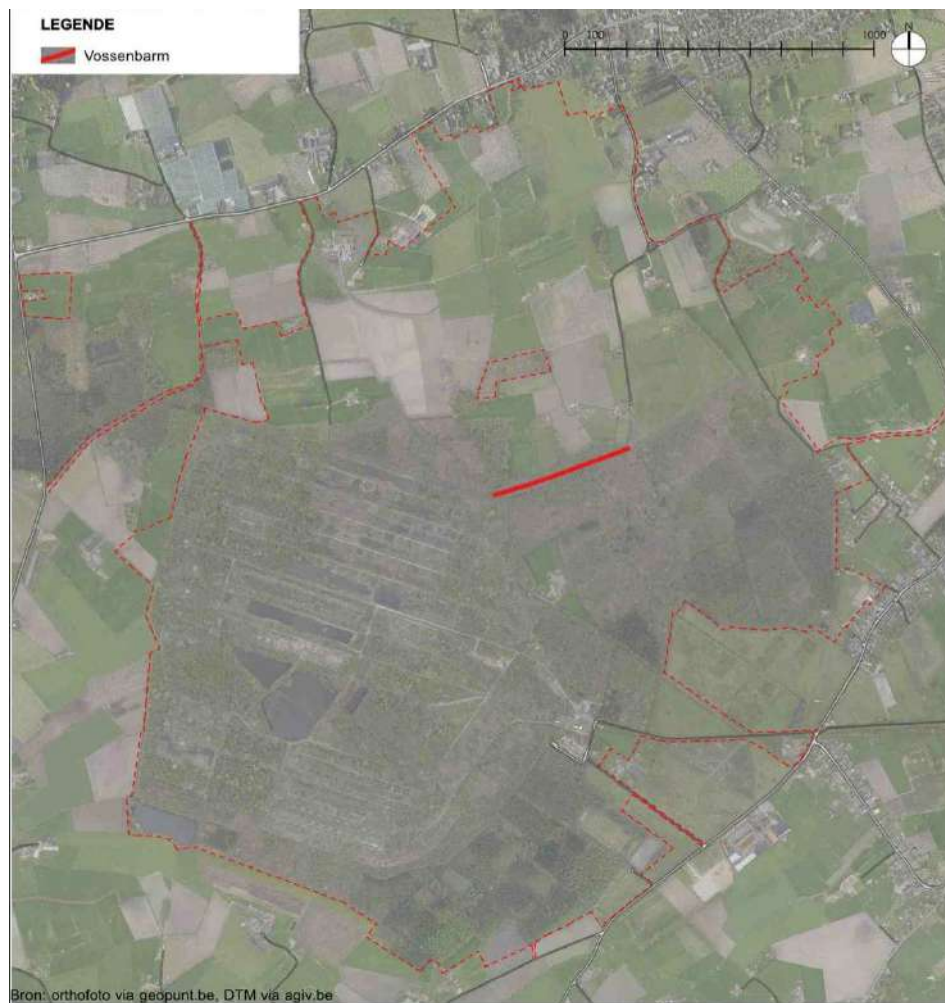 LEGENDE
Vossenbarm
0 100 1000
N
Bron: orthofoto via geopunt.be, DTM via agiv.be